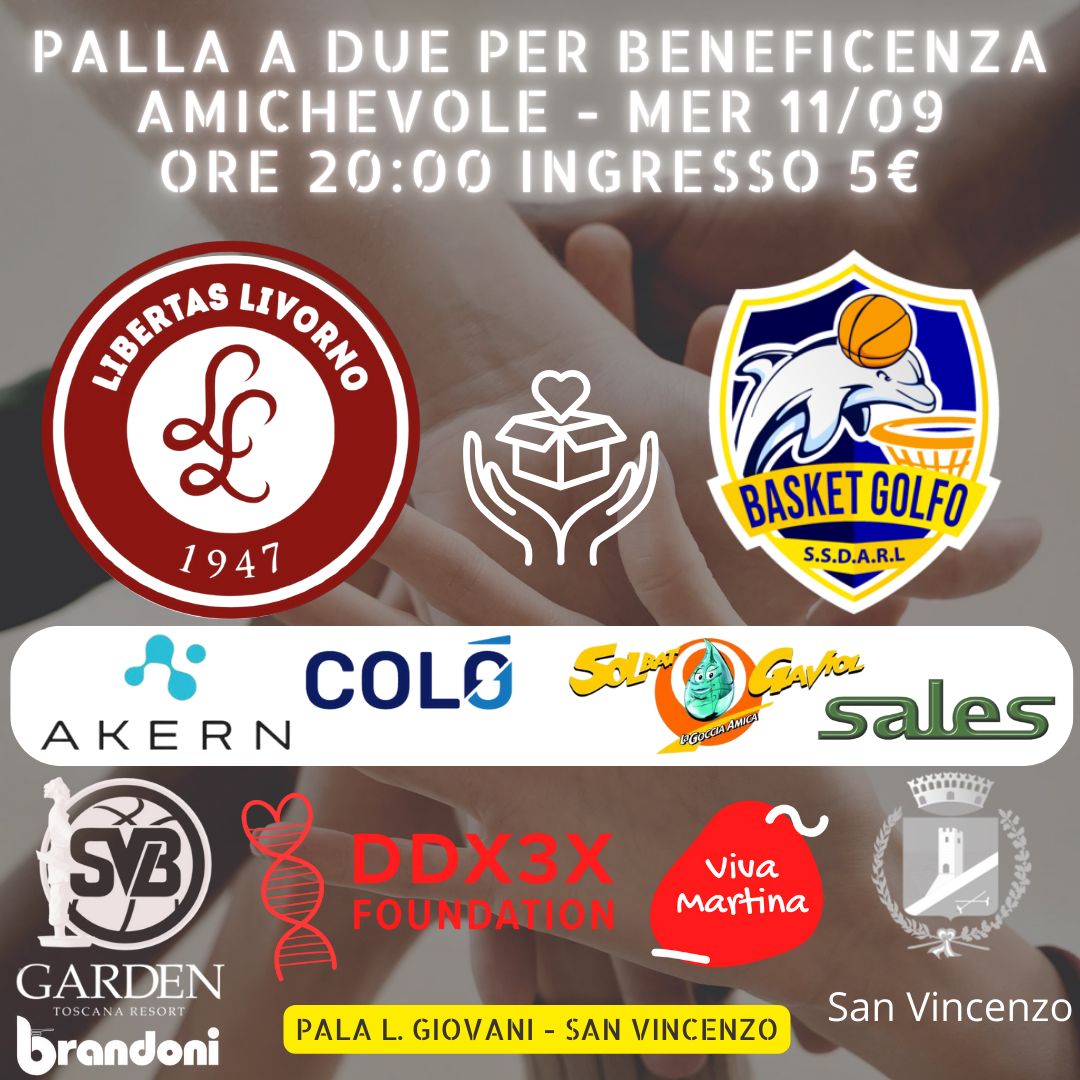 PALLA A DUE PER BENEFICENZA
AMICHEVOLE - MER 11/09
ORE 20:00 INGRESSO 5€
LIBERTAS LIVORNO
LL
1947
BASKET GOLFO
S.S.D.A.R.L
AKERN
COLÓ
SOLBAT GAVIOL
LA GOCCIA AMICA
sales
SVB
DDX3X
FOUNDATION
Viva
Martina
GARDEN
TOSCANA RESORT
San Vincenzo
brandoni
PALA L. GIOVANI - SAN VINCENZO